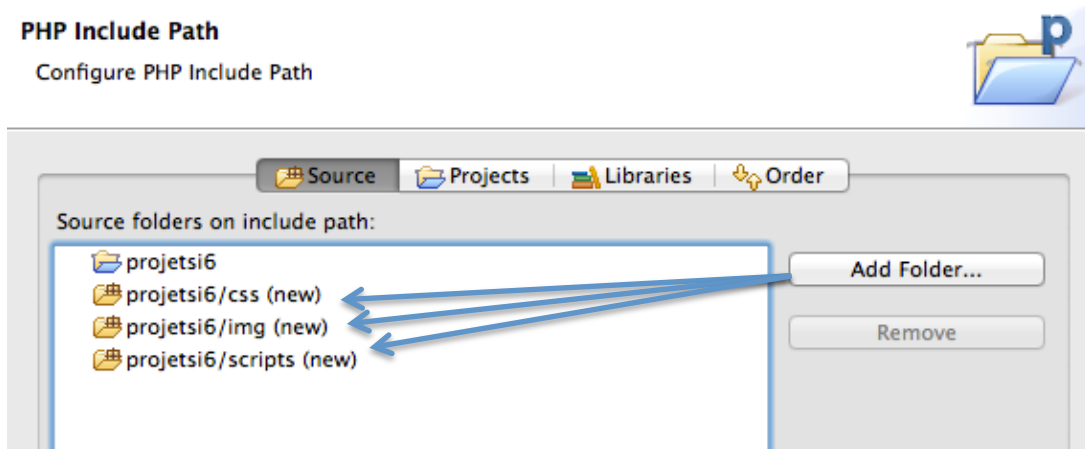 PHP Include Path
Configure PHP Include Path
p
Source Projects Libraries Order
Source folders on include path:
projetsi6
projetsi6/css (new)
projetsi6/img (new)
projetsi6/scripts (new)
Add Folder...
Remove